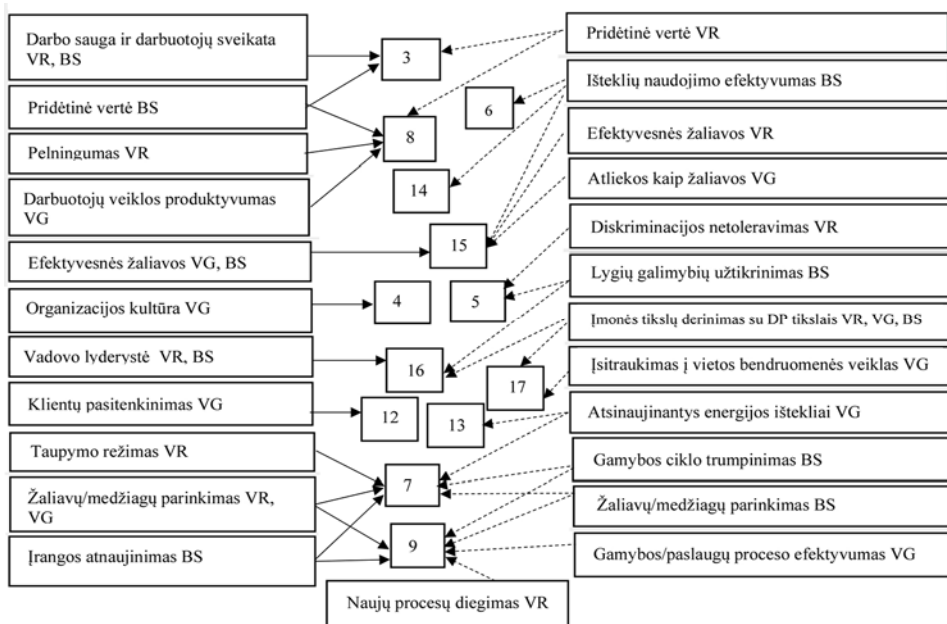 Darbo sauga ir darbuotojų sveikata
VR, BS
Pridėtinė vertė BS
Pelningumas VR
Darbuotojų veiklos produktyvumas
VG
Efektyvesnės žaliavos VG, BS
Organizacijos kultūra VG
Vadovo lyderystė VR, BS
Klientų pasitenkinimas VG
Taupymo režimas VR
Žaliavų/medžiagų parinkimas VR,
VG
Įrangos atnaujinimas BS
3
6
8
14
15
4
5
16
17
12
13
7
9
Pridėtinė vertė VR
Išteklių naudojimo efektyvumas BS
Efektyvesnės žaliavos VR
Atliekos kaip žaliavos VG
Diskriminacijos netoleravimas VR
Lygių galimybių užtikrinimas BS
Įmonės tikslų derinimas su DP tikslais VR, VG, BS
Įsitraukimas į vietos bendruomenės veiklas VG
Atsinaujinantys energijos ištekliai VG
Gamybos ciklo trumpinimas BS
Žaliavų/medžiagų parinkimas BS
Gamybos/paslaugų proceso efektyvumas VG
Naujų procesų diegimas VR